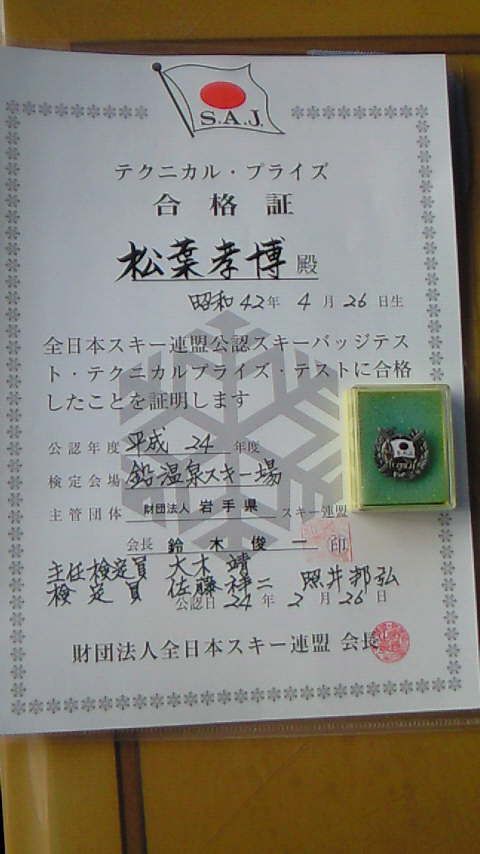 S.A.J.
テクニカル・プライズ
合格証
松葉孝博 殿
昭和42年 4月26日生
全日本スキー連盟公認スキーバッジテス
ト・テクニカルプライズ・テストに合格
したことを証明します
公認年度 平成 24 年度
検定会場 鉛温泉スキー場
主管団体 財団法人 岩手県 スキー連盟
会長 鈴木俊一 印
主任検定員 大木 靖
検定員 佐藤祥二 照井邦弘
公認日 24年 2月26日
財団法人全日本スキー連盟 会長